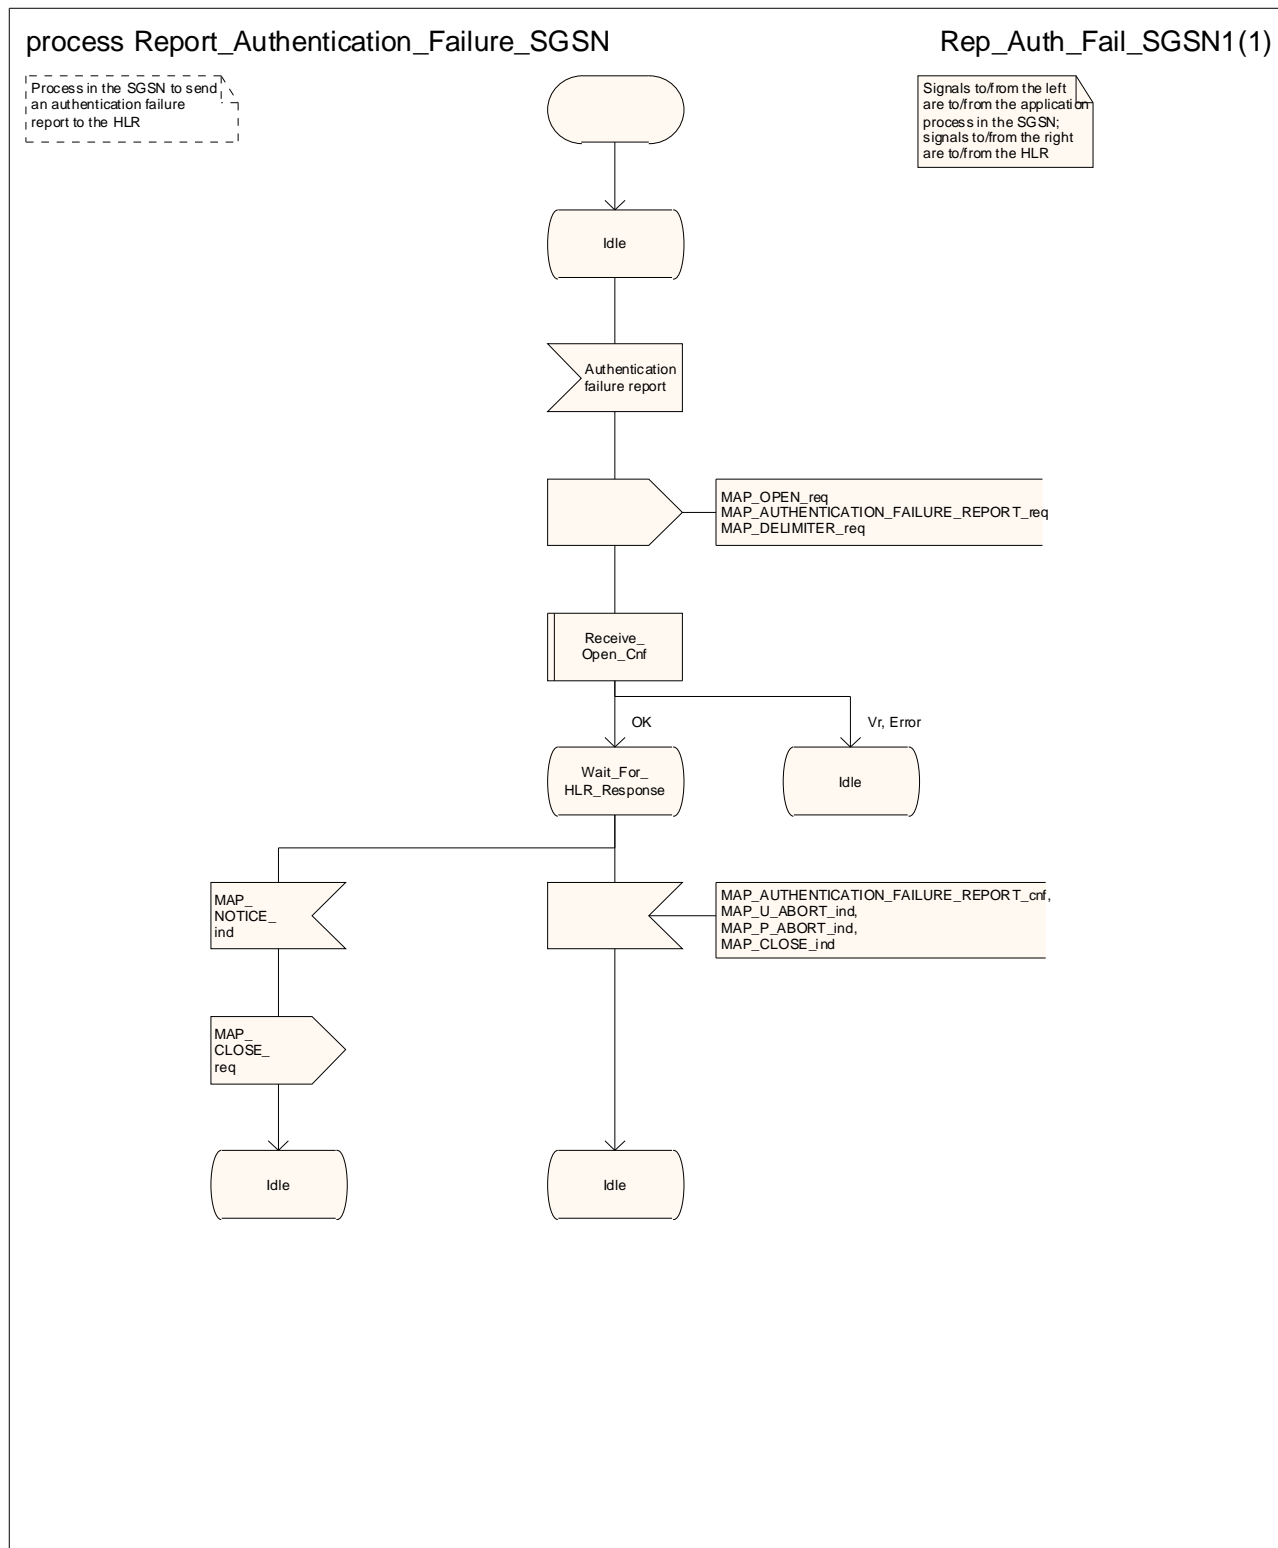 process Report_Authentication_Failure_SGSN
Rep_Auth_Fail_SGSN1(1)
Process in the SGSN to send
an authentication failure
report to the HLR
Signals to/from the left
are to/from the application
process in the SGSN;
signals to/from the right
are to/from the HLR
Idle
Authentication
failure report
MAP_OPEN_req
MAP_AUTHENTICATION_FAILURE_REPORT_req
MAP_DELIMITER_req
Receive_
Open_Cnf
OK
Vr, Error
Wait_For_
HLR_Response
Idle
MAP_
NOTICE_
ind
MAP_AUTHENTICATION_FAILURE_REPORT_cnf,
MAP_U_ABORT_ind,
MAP_P_ABORT_ind,
MAP_CLOSE_ind
MAP_
CLOSE_
req
Idle
Idle